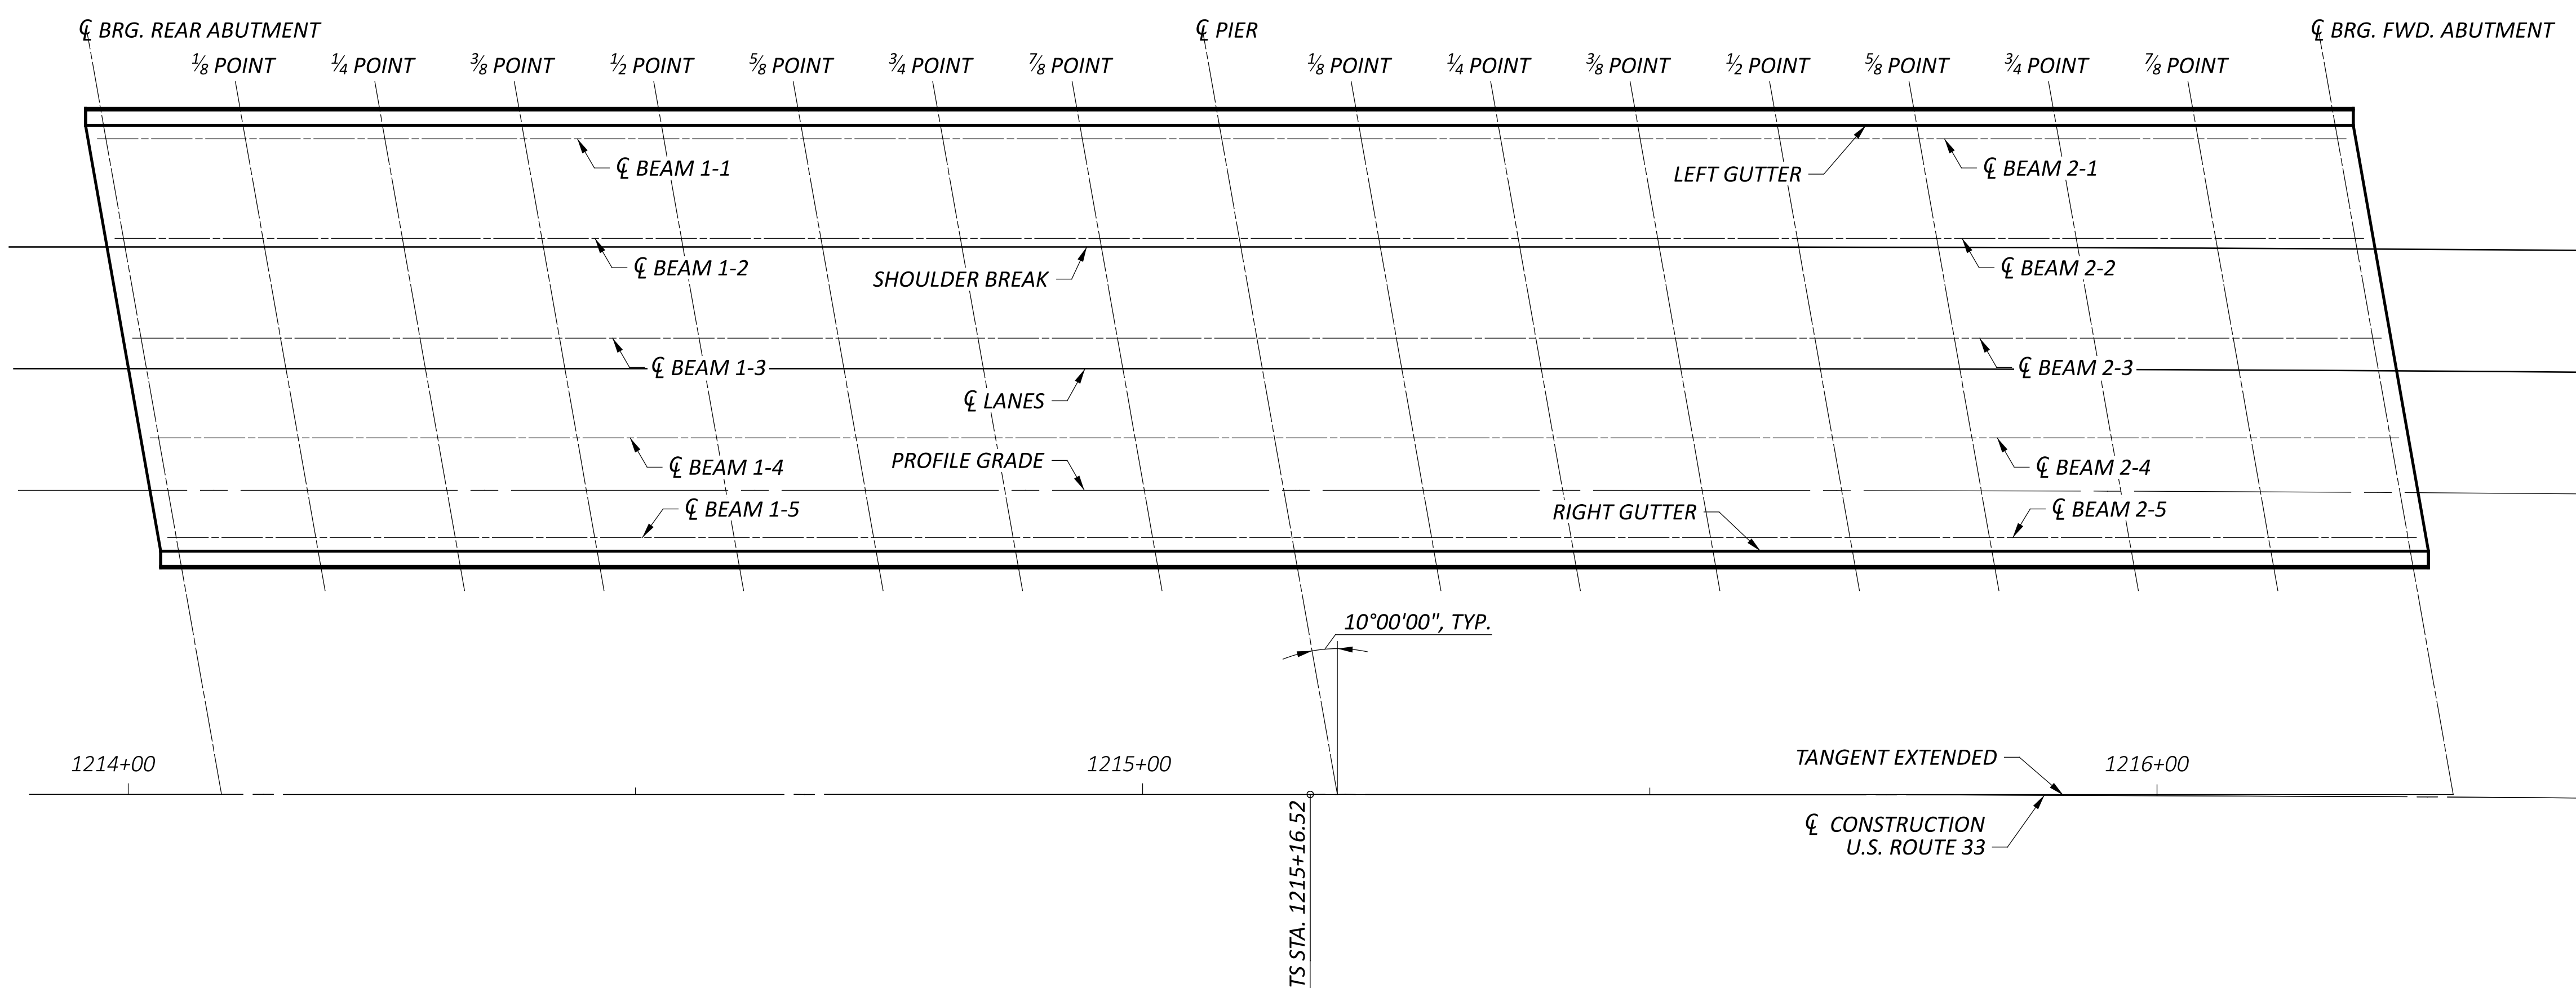 ℄ BRG. REAR ABUTMENT
℄ PIER
℄ BRG. FWD. ABUTMENT
⅛ POINT
¼ POINT
⅜ POINT
½ POINT
⅝ POINT
¾ POINT
⅞ POINT
⅛ POINT
¼ POINT
⅜ POINT
½ POINT
⅝ POINT
¾ POINT
⅞ POINT
℄ BEAM 1-1
LEFT GUTTER
℄ BEAM 2-1
℄ BEAM 1-2
SHOULDER BREAK
℄ BEAM 2-2
℄ BEAM 1-3
℄ LANES
℄ BEAM 2-3
℄ BEAM 1-4
PROFILE GRADE
℄ BEAM 2-4
℄ BEAM 1-5
RIGHT GUTTER
℄ BEAM 2-5
10°00'00", TYP.
1214+00
1215+00
TANGENT EXTENDED
1216+00
TS STA. 1215+16.52
℄ CONSTRUCTION
U.S. ROUTE 33